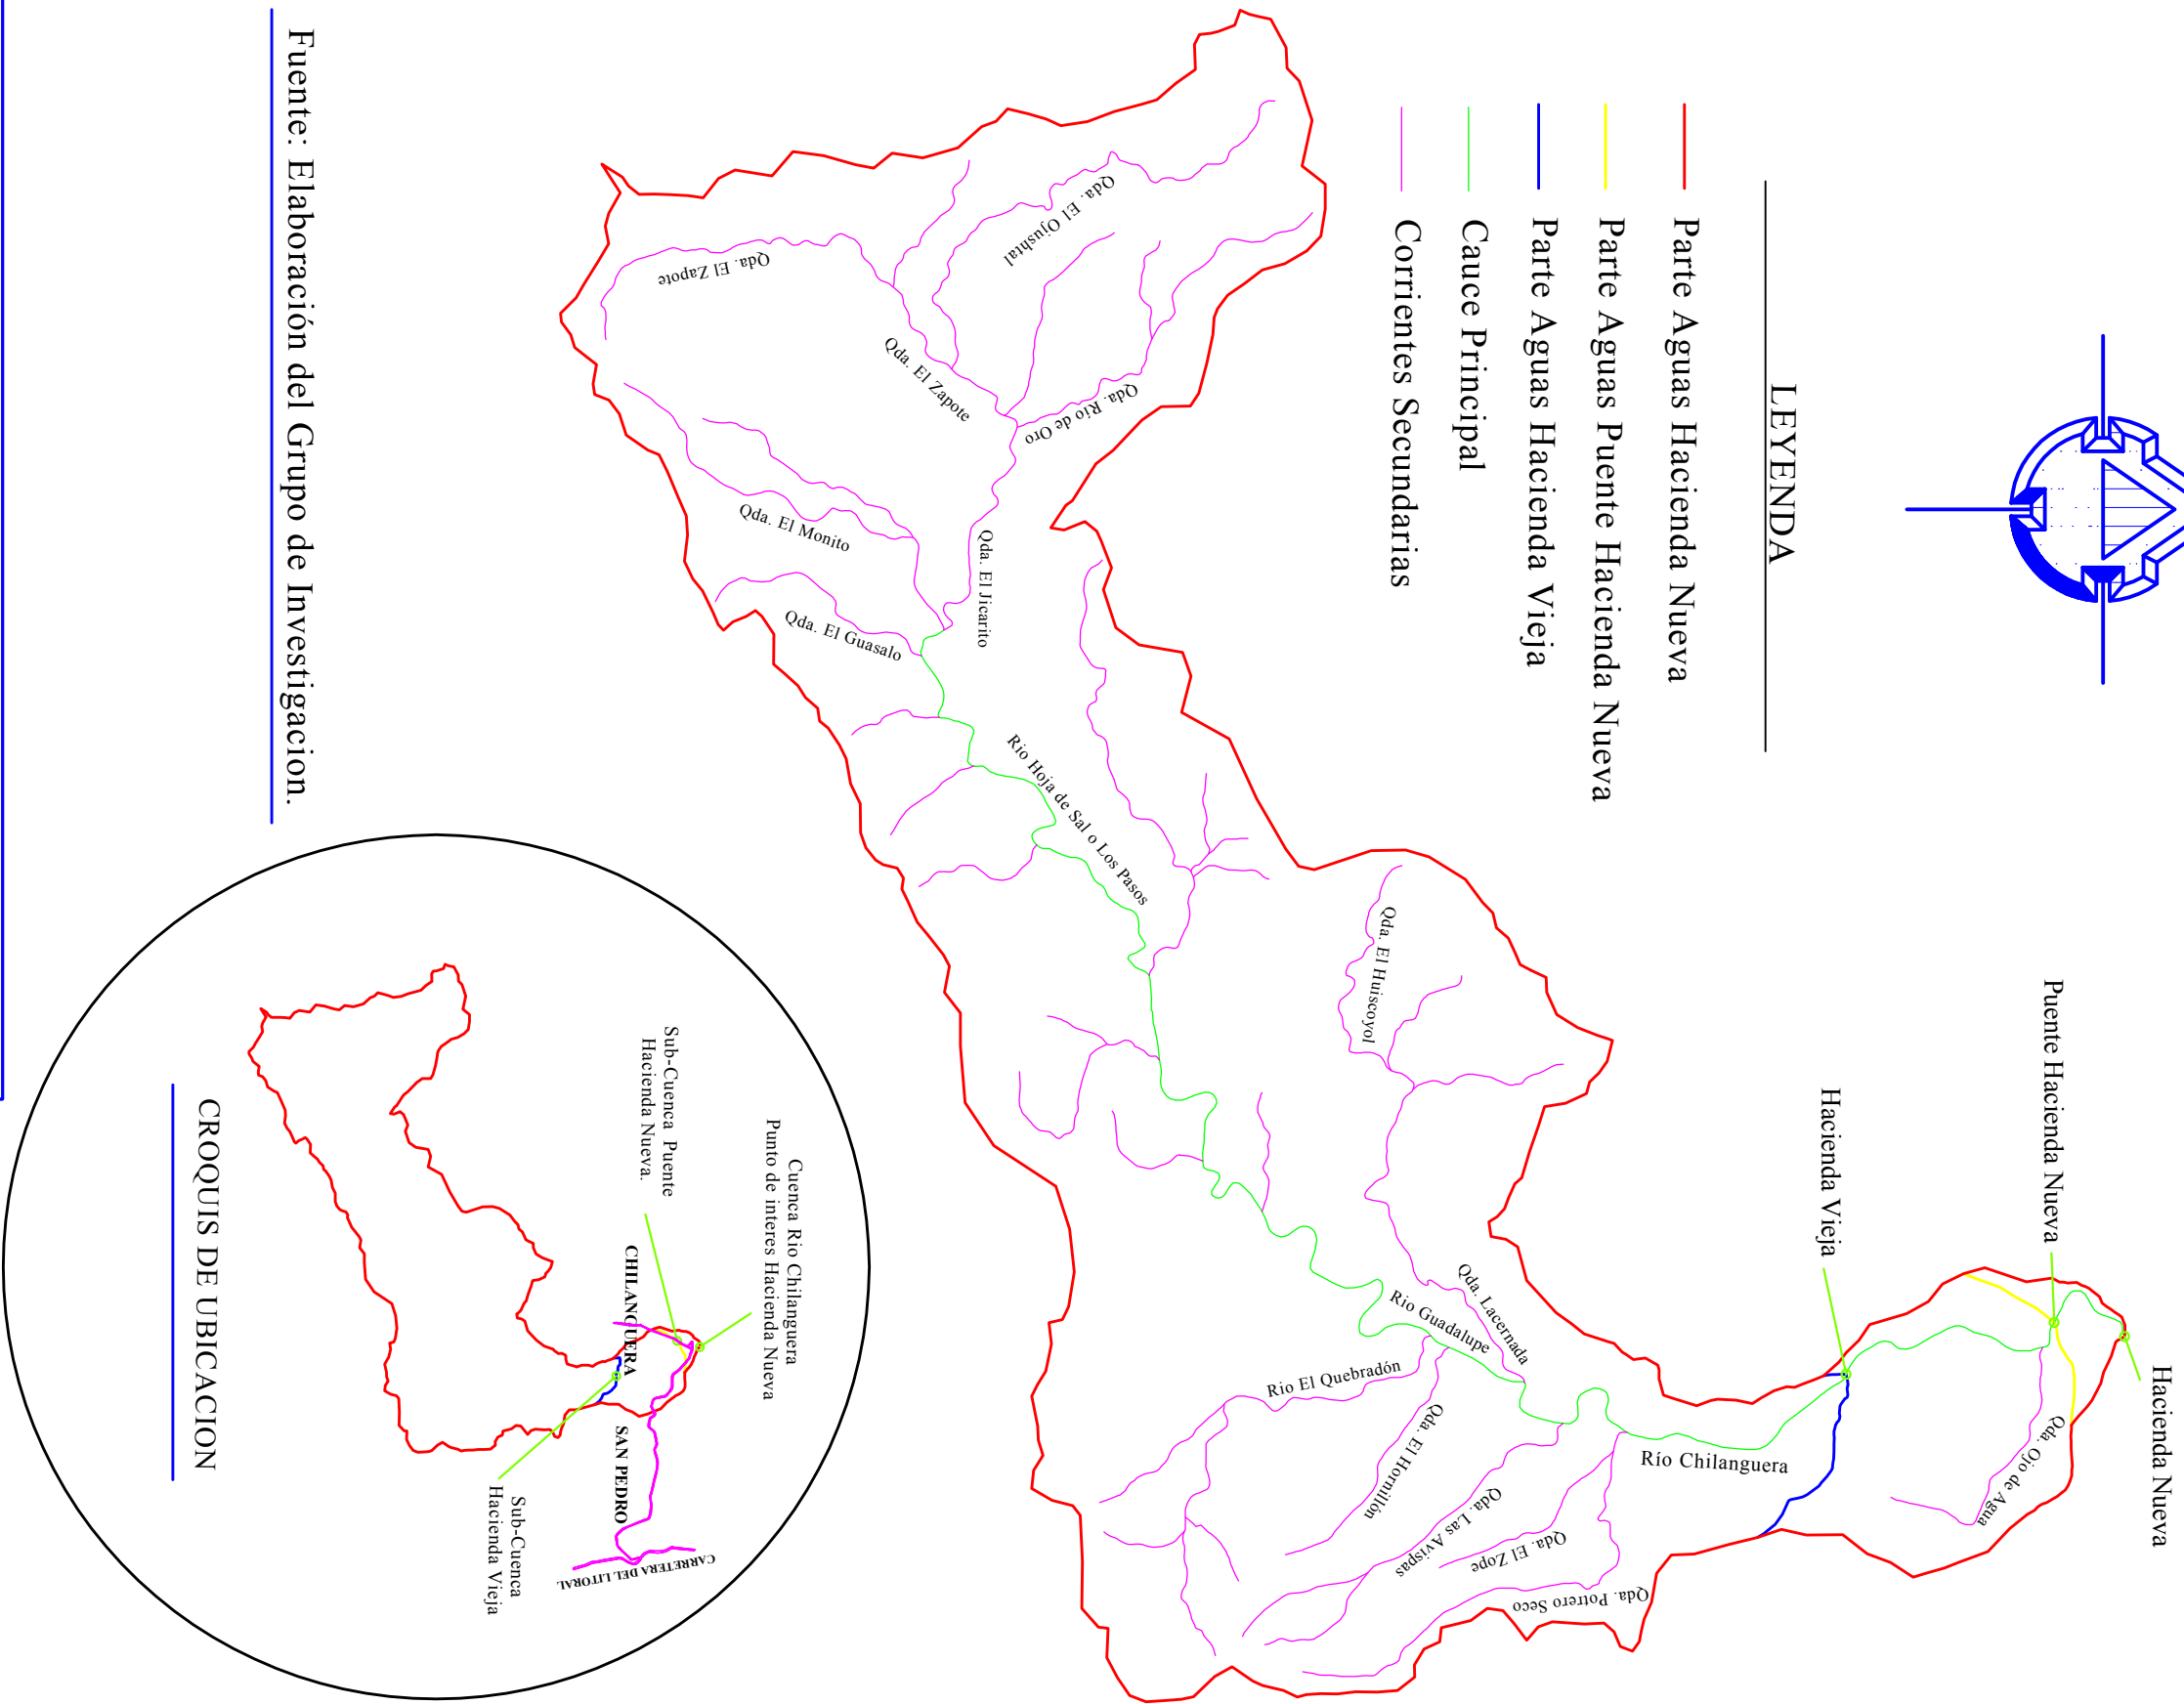 LEYENDA
Parte Aguas Hacienda Nueva
Parte Aguas Puente Hacienda Nueva
Parte Aguas Hacienda Vieja
Cauce Principal
Corrientes Secundarias
Hacienda Nueva
Puente Hacienda Nueva
Hacienda Vieja
Qda. Ojo de Agua
Río Chilanguera
Qda. Potrero Seco
Qda. El Zope
Qda. Las Avispas
Qda. El Hornillón
Rio El Quebradón
Rio Guadalupe
Qda. Lacernada
Qda. El Huiscoyol
Rio Hoja de Sal o Los Pasos
Qda. El Jicarito
Qda. El Guasalo
Qda. El Monito
Qda. Rio de Oro
Qda. El Zapote
Qda. El Ojushtal
Qda. El Zapote
Cuenca Rio Chilanguera
Punto de interes Hacienda Nueva
Sub-Cuenca Puente
Hacienda Nueva.
CHILANGUERA
SAN PEDRO
CARRETERA DEL LITORAL
Sub-Cuenca
Hacienda Vieja
CROQUIS DE UBICACION
Fuente: Elaboración del Grupo de Investigacion.